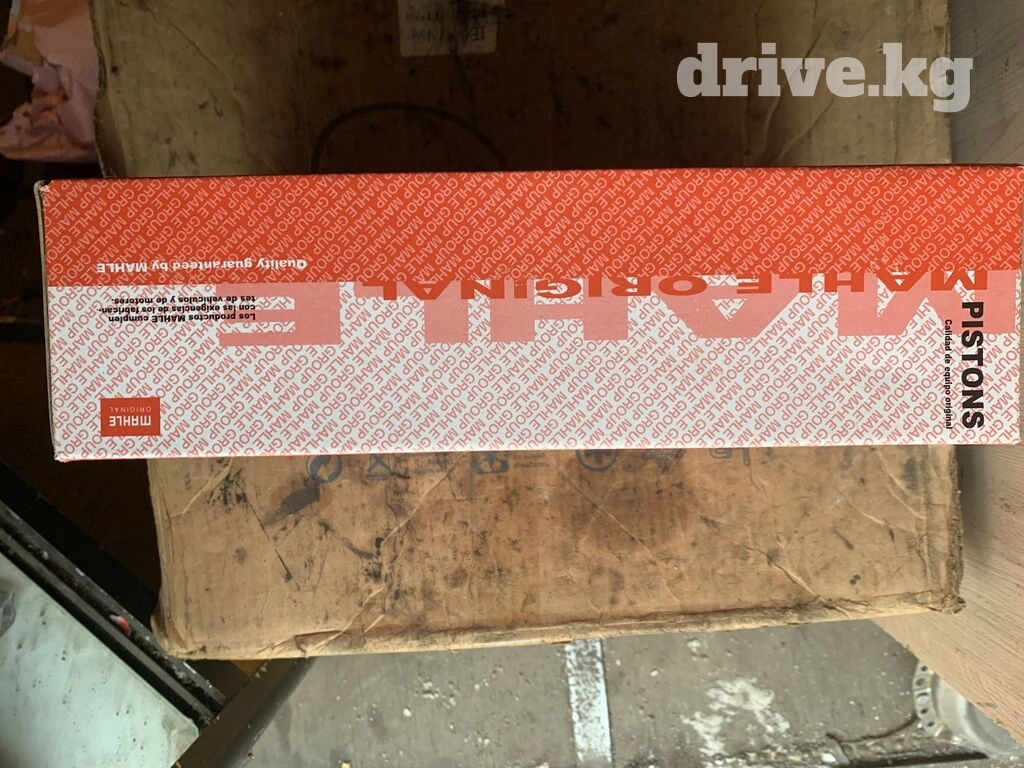 drive.kg
Quality guaranteed by MAHLE
MAHLE ORIGINAL
MAHLE
Los productos MAHLE cumplen
con las exigencias de los fabrican-
tes de vehículos y de motores.
PISTONS
Calidad de equipo original
MAHLE
ORIGINAL